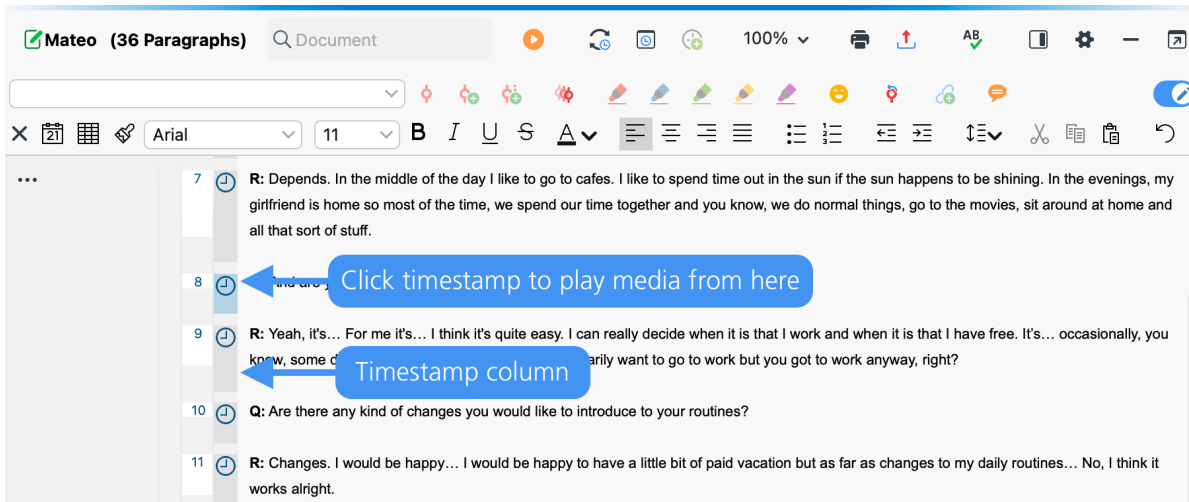 Mateo (36 Paragraphs) Document 100% AB
21 Arial 11 B I U S A
7 R: Depends. In the middle of the day I like to go to cafes. I like to spend time out in the sun if the sun happens to be shining. In the evenings, my
girlfriend is home so most of the time, we spend our time together and you know, we do normal things, go to the movies, sit around at home and
all that sort of stuff.
8 Click timestamp to play media from here
9 R: Yeah, it's… For me it's… I think it's quite easy. I can really decide when it is that I work and when it is that I have free. It's… occasionally, you
know, some arily want to go to work but you got to work anyway, right?
Timestamp column
10 Q: Are there any kind of changes you would like to introduce to your routines?
11 R: Changes. I would be happy… I would be happy to have a little bit of paid vacation but as far as changes to my daily routines… No, I think it
works alright.